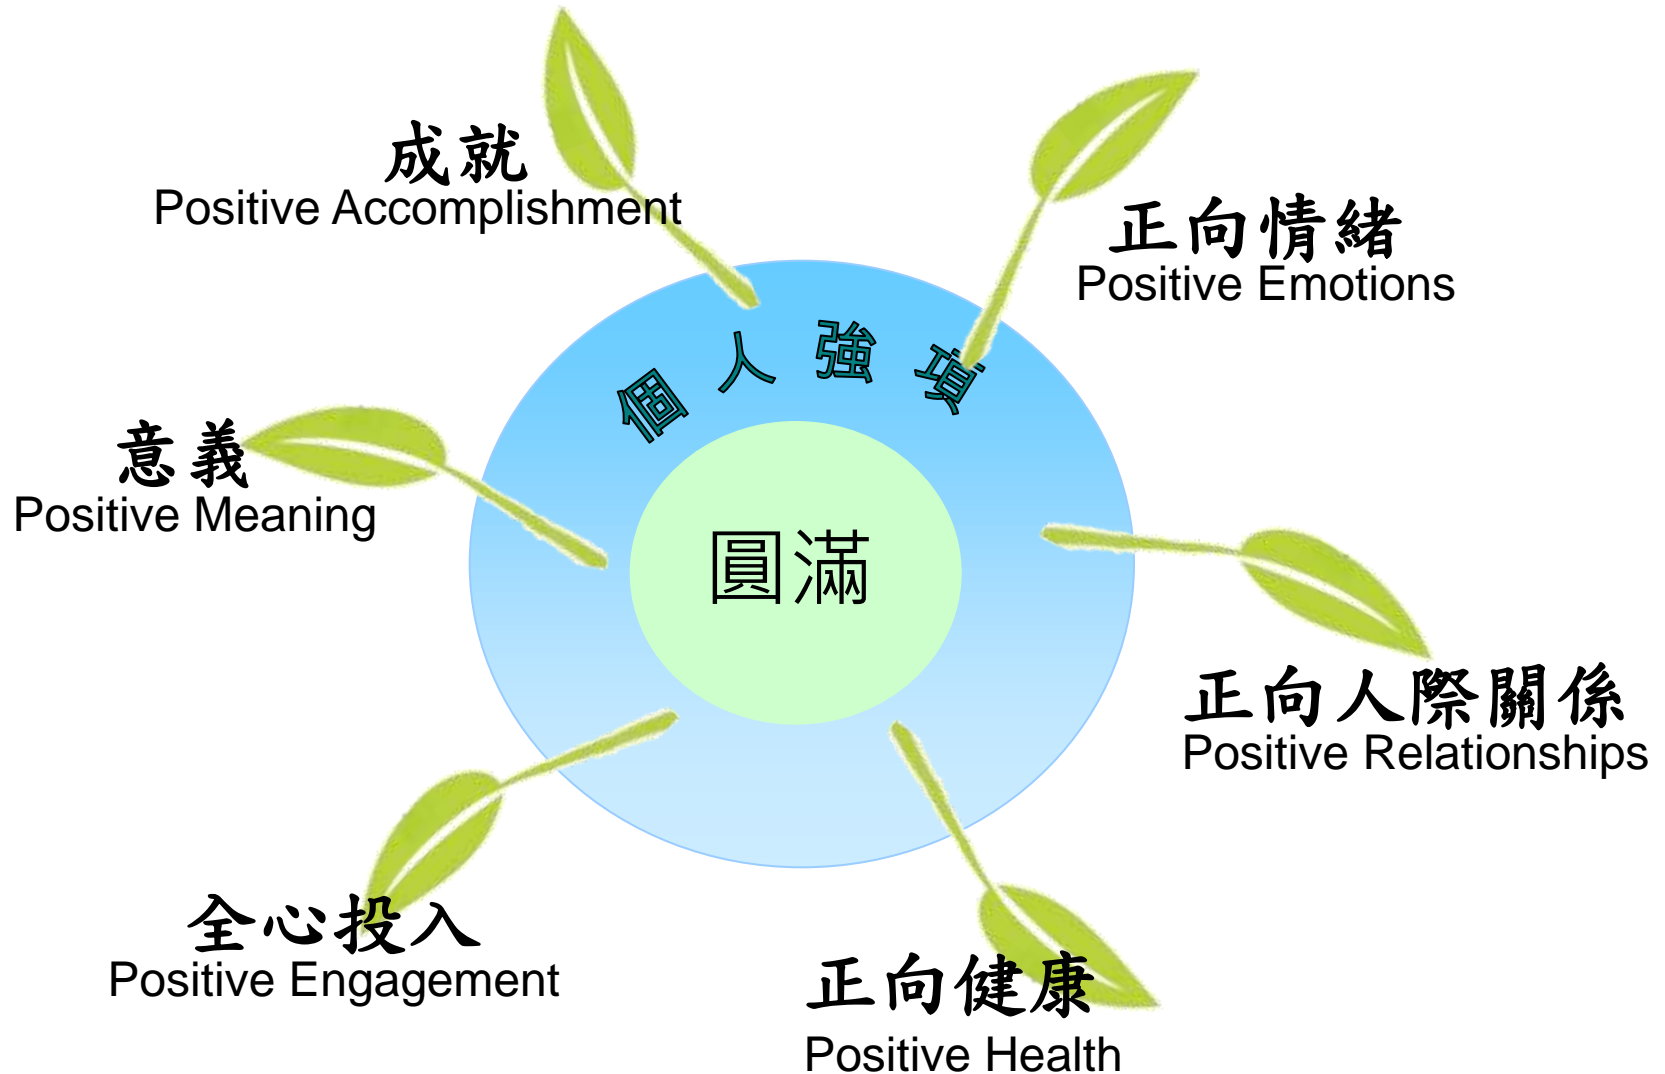 成就
Positive Accomplishment
正向情緒
Positive Emotions
個人強項
意義
Positive Meaning
圓滿
正向人際關係
Positive Relationships
全心投入
Positive Engagement
正向健康
Positive Health